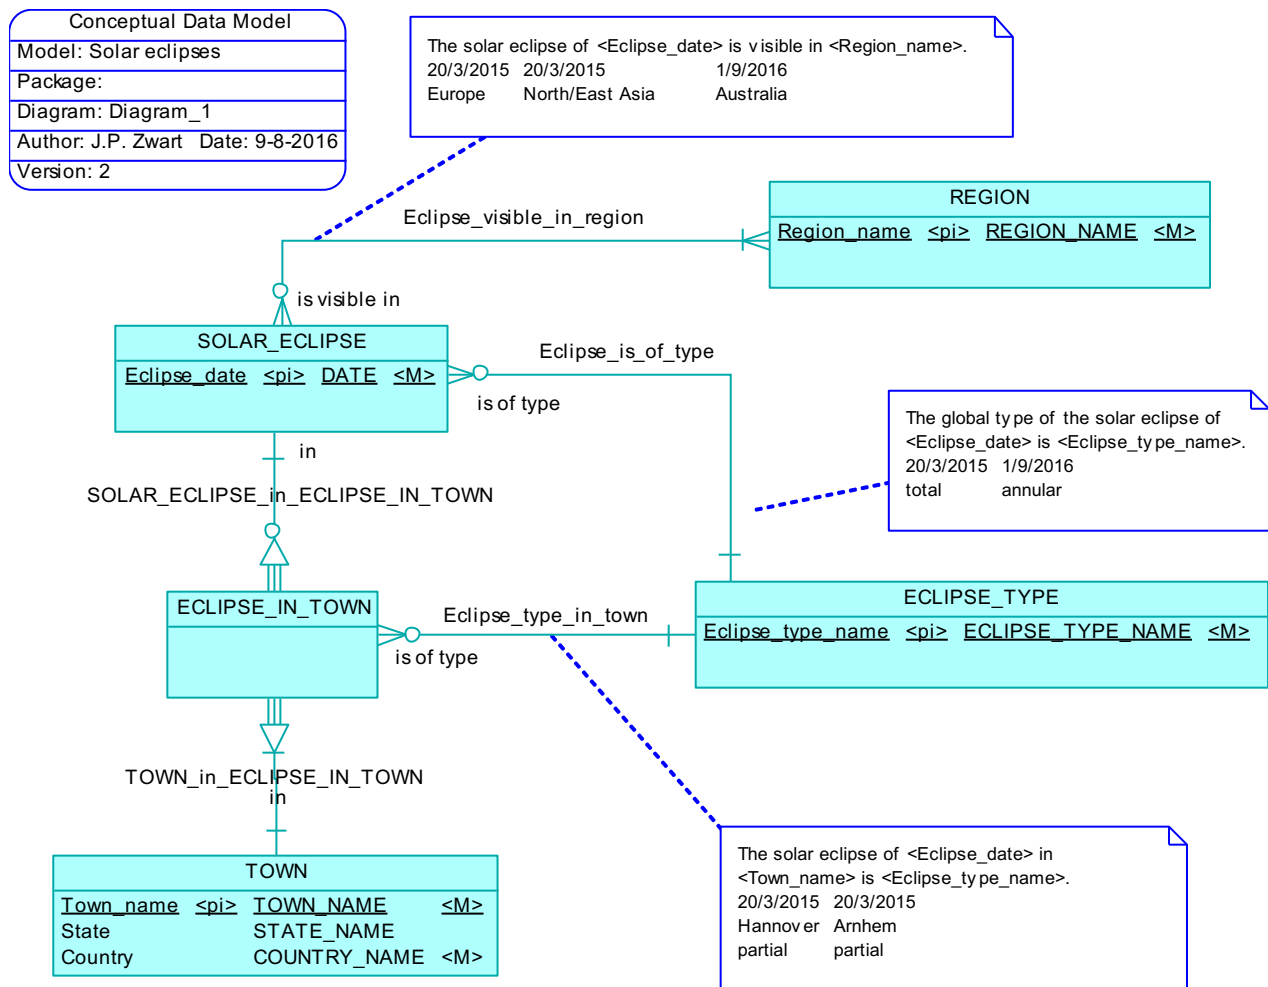 Conceptual Data Model
Model: Solar eclipses
Package:
Diagram: Diagram_1
Author: J.P. Zwart   Date: 9-8-2016
Version: 2
The solar eclipse of <Eclipse_date> is visible in <Region_name>.
20/3/2015   20/3/2015   1/9/2016
Europe   North/East Asia   Australia
Eclipse_visible_in_region
REGION
Region_name   <pi>   REGION_NAME   <M>
is visible in
SOLAR_ECLIPSE
Eclipse_date   <pi>   DATE   <M>
Eclipse_is_of_type
is of type
The global type of the solar eclipse of
<Eclipse_date> is <Eclipse_type_name>.
20/3/2015   1/9/2016
total   annular
in
SOLAR_ECLIPSE_in_ECLIPSE_IN_TOWN
ECLIPSE_IN_TOWN
Eclipse_type_in_town
is of type
ECLIPSE_TYPE
Eclipse_type_name   <pi>   ECLIPSE_TYPE_NAME   <M>
TOWN_in_ECLIPSE_IN_TOWN
in
TOWN
Town_name   <pi>   TOWN_NAME   <M>
State   STATE_NAME
Country   COUNTRY_NAME   <M>
The solar eclipse of <Eclipse_date> in
<Town_name> is <Eclipse_type_name>.
20/3/2015   20/3/2015
Hannover   Arnhem
partial   partial